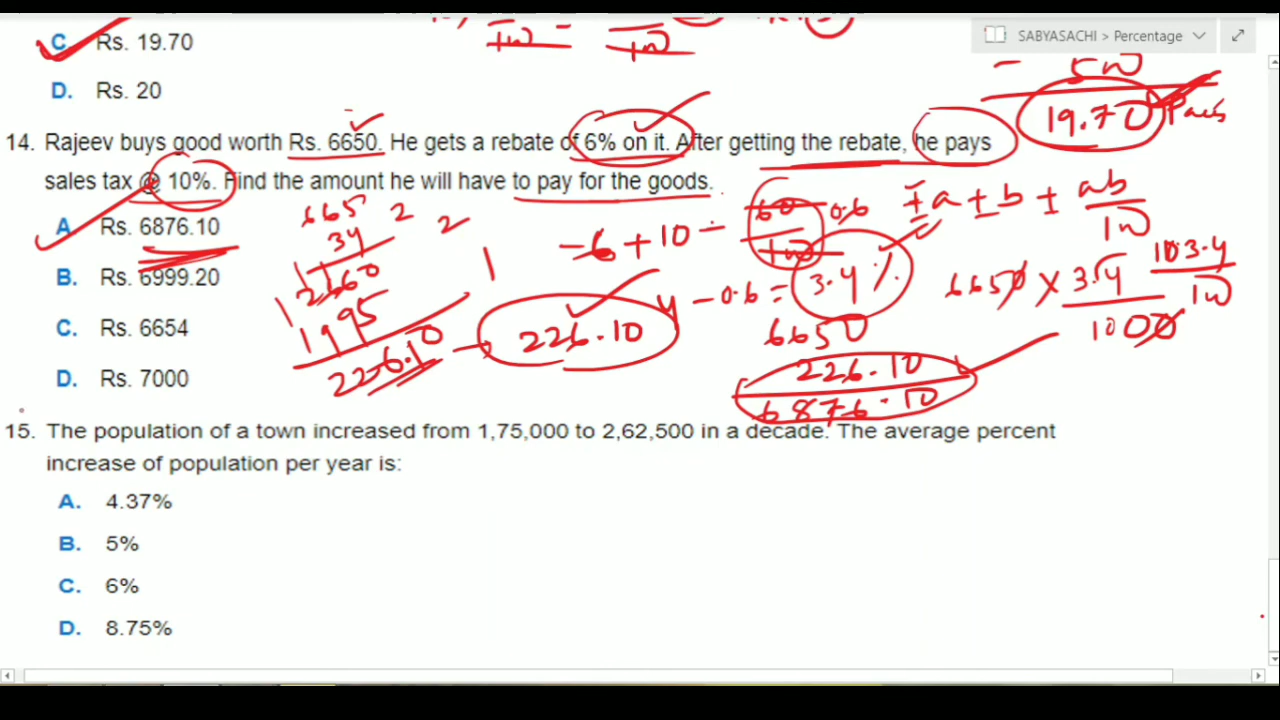 C. Rs. 19.70
SABYASACHI > Percentage
D. Rs. 20
19.70
14. Rajeev buys good worth Rs. 6650. He gets a rebate of 6% on it. After getting the rebate, he pays
sales tax @ 10%. Find the amount he will have to pay for the goods.
A Rs. 6876.10
B. Rs. 6999.20
C. Rs. 6654
D. Rs. 7000
665
34
2660
1995
226.10
2
2
-6 + 10 - 60/100 0.6
4 - 0.6 = 3.4 %
226.10
6650
226.10
6876.10
∓a ± b ± ab/100
6650 × 3.4/1000
103.4/100
15. The population of a town increased from 1,75,000 to 2,62,500 in a decade. The average percent
increase of population per year is:
A. 4.37%
B. 5%
C. 6%
D. 8.75%